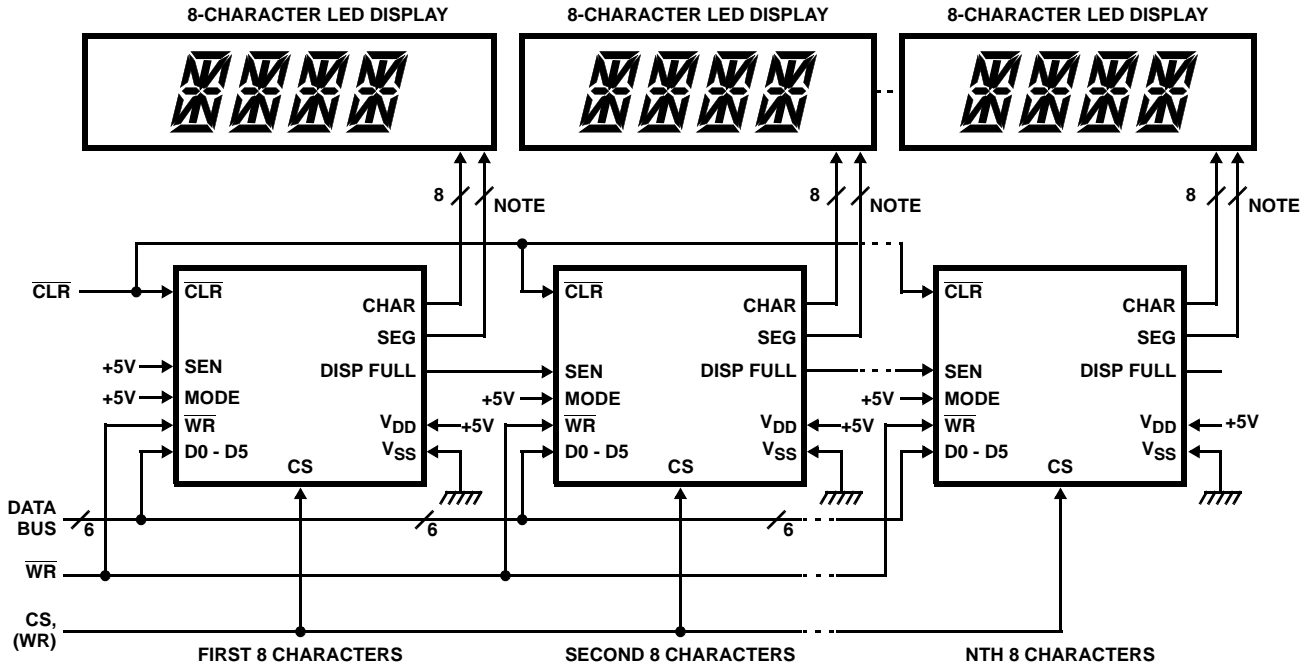 8-CHARACTER LED DISPLAY
8-CHARACTER LED DISPLAY
8-CHARACTER LED DISPLAY
8
NOTE
8
NOTE
8
NOTE
CLR
CLR
CHAR
SEG
SEN
DISP FULL
+5V
MODE
+5V
WR
VDD
+5V
D0 - D5
VSS
CS
CLR
CHAR
SEG
SEN
DISP FULL
MODE
+5V
WR
VDD
+5V
D0 - D5
VSS
CS
CLR
CHAR
SEG
SEN
DISP FULL
MODE
+5V
WR
VDD
+5V
D0 - D5
VSS
CS
DATA
BUS
6
6
6
WR
CS,
(WR)
FIRST 8 CHARACTERS
SECOND 8 CHARACTERS
NTH 8 CHARACTERS